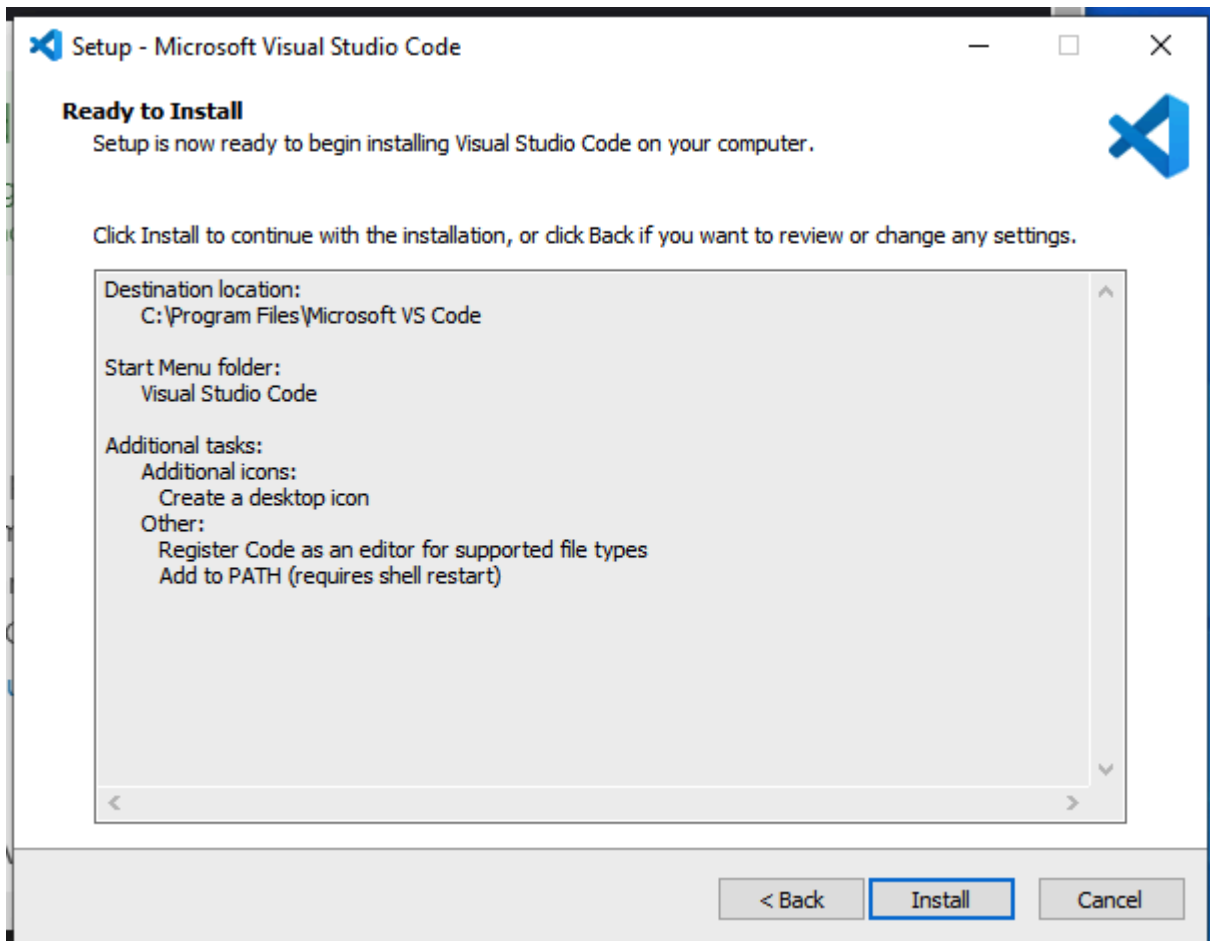 Setup - Microsoft Visual Studio Code
Ready to Install
Setup is now ready to begin installing Visual Studio Code on your computer.
Click Install to continue with the installation, or click Back if you want to review or change any settings.
Destination location:
C:\Program Files\Microsoft VS Code
Start Menu folder:
Visual Studio Code
Additional tasks:
Additional icons:
Create a desktop icon
Other:
Register Code as an editor for supported file types
Add to PATH (requires shell restart)
< Back
Install
Cancel